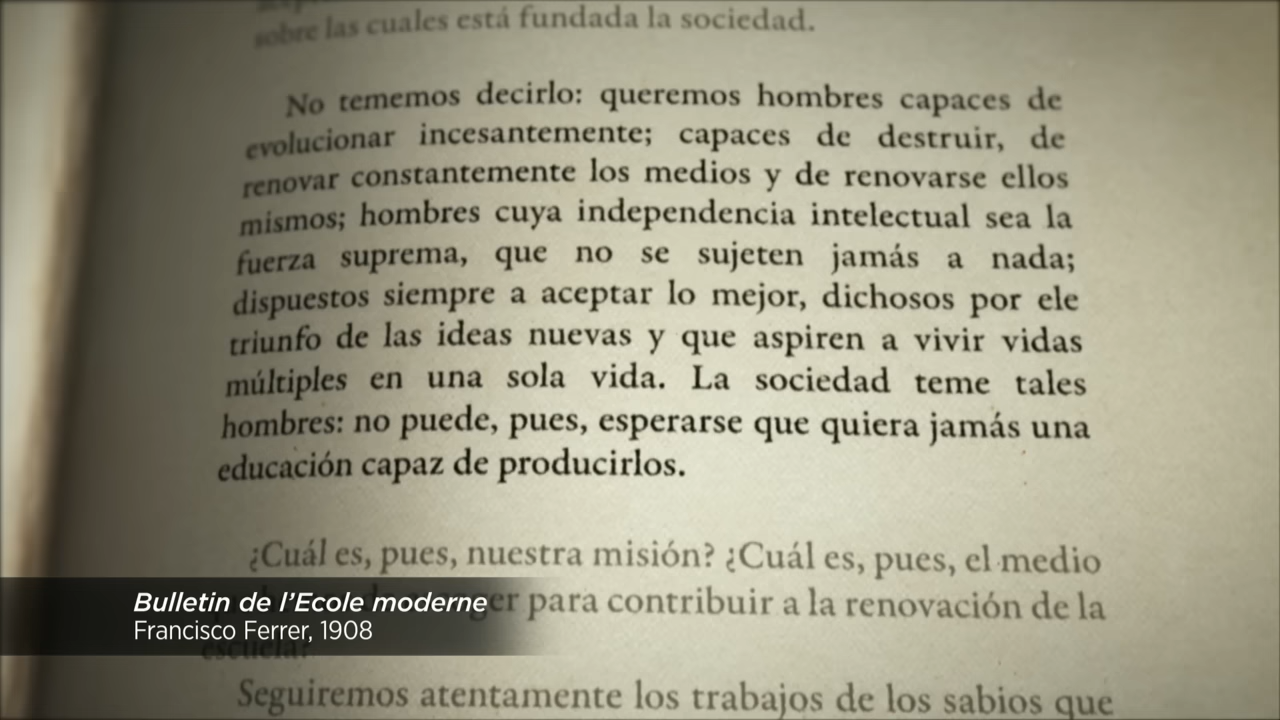 sobre las cuales está fundada la sociedad.
No tememos decirlo: queremos hombres capaces de
evolucionar incesantemente; capaces de destruir, de
renovar constantemente los medios y de renovarse ellos
mismos; hombres cuya independencia intelectual sea la
fuerza suprema, que no se sujeten jamás a nada;
dispuestos siempre a aceptar lo mejor, dichosos por ele
triunfo de las ideas nuevas y que aspiren a vivir vidas
múltiples en una sola vida. La sociedad teme tales
hombres: no puede, pues, esperarse que quiera jamás una
educación capaz de producirlos.
¿Cuál es, pues, nuestra misión? ¿Cuál es, pues, el medio
para contribuir a la renovación de la
escuela?
Seguiremos atentamente los trabajos de los sabios que
Bulletin de l'Ecole moderne
Francisco Ferrer, 1908